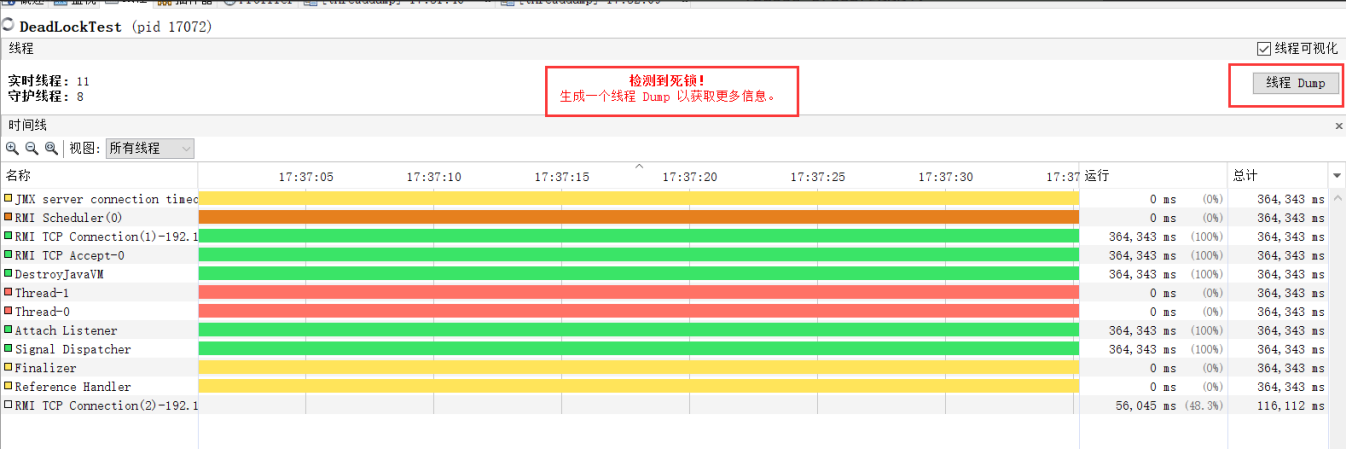 DeadLockTest (pid 17072)
线程
线程可视化
实时线程: 11
守护线程: 8
检测到死锁!
生成一个线程 Dump 以获取更多信息。
线程 Dump
时间线
视图: 所有线程
名称 17:37:05 17:37:10 17:37:15 17:37:20 17:37:25 17:37:30 17:37 运行 总计
JMX server connection timeo 0 ms (0%) 364,343 ms
RMI Scheduler(0) 0 ms (0%) 364,343 ms
RMI TCP Connection(1)-192.1 364,343 ms (100%) 364,343 ms
RMI TCP Accept-0 364,343 ms (100%) 364,343 ms
DestroyJavaVM 364,343 ms (100%) 364,343 ms
Thread-1 0 ms (0%) 364,343 ms
Thread-0 0 ms (0%) 364,343 ms
Attach Listener 364,343 ms (100%) 364,343 ms
Signal Dispatcher 364,343 ms (100%) 364,343 ms
Finalizer 0 ms (0%) 364,343 ms
Reference Handler 0 ms (0%) 364,343 ms
RMI TCP Connection(2)-192.1 56,045 ms (48.3%) 116,112 ms